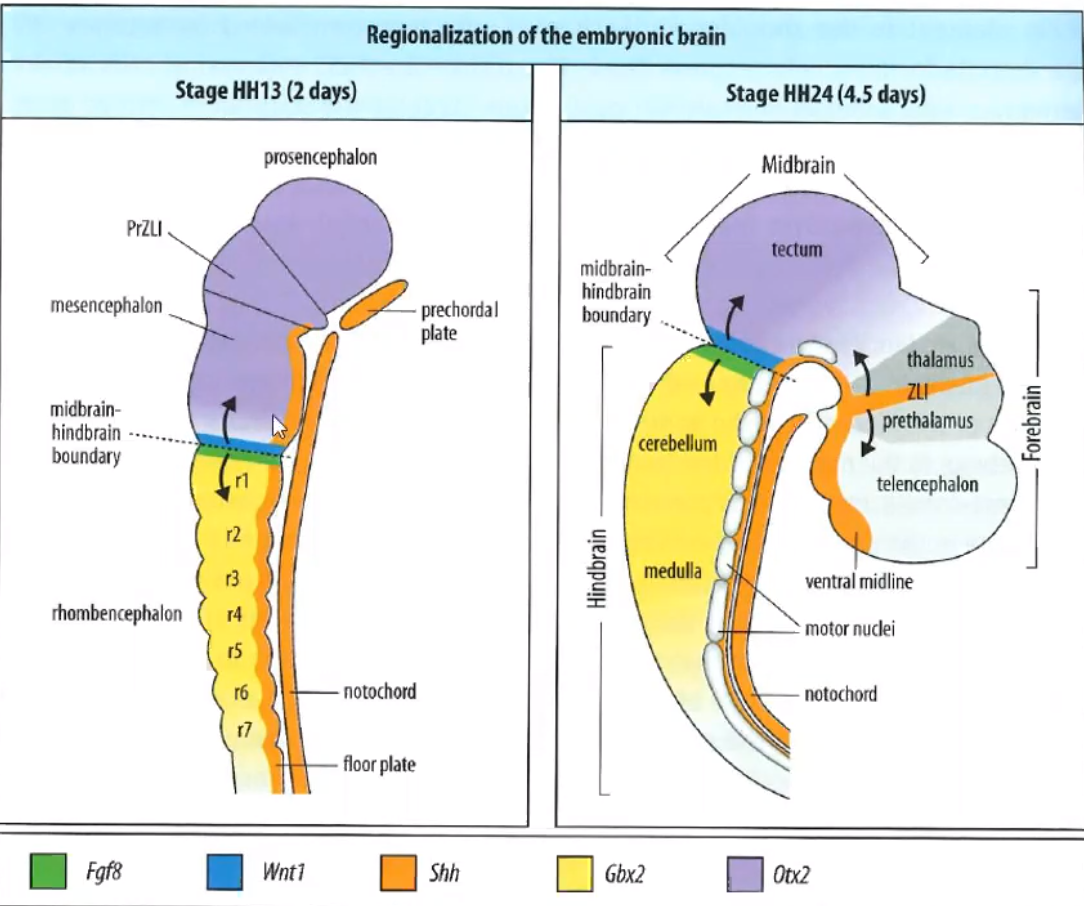 Regionalization of the embryonic brain
Stage HH13 (2 days)
Stage HH24 (4.5 days)
prosencephalon
PrZLI
mesencephalon
prechordal
plate
midbrain-
hindbrain
boundary
r1
r2
r3
r4
r5
r6
r7
rhombencephalon
notochord
floor plate
Midbrain
tectum
midbrain-
hindbrain
boundary
thalamus
ZLI
prethalamus
Forebrain
cerebellum
telencephalon
Hindbrain
medulla
ventral midline
motor nuclei
notochord
Fgf8
Wnt1
Shh
Gbx2
Otx2